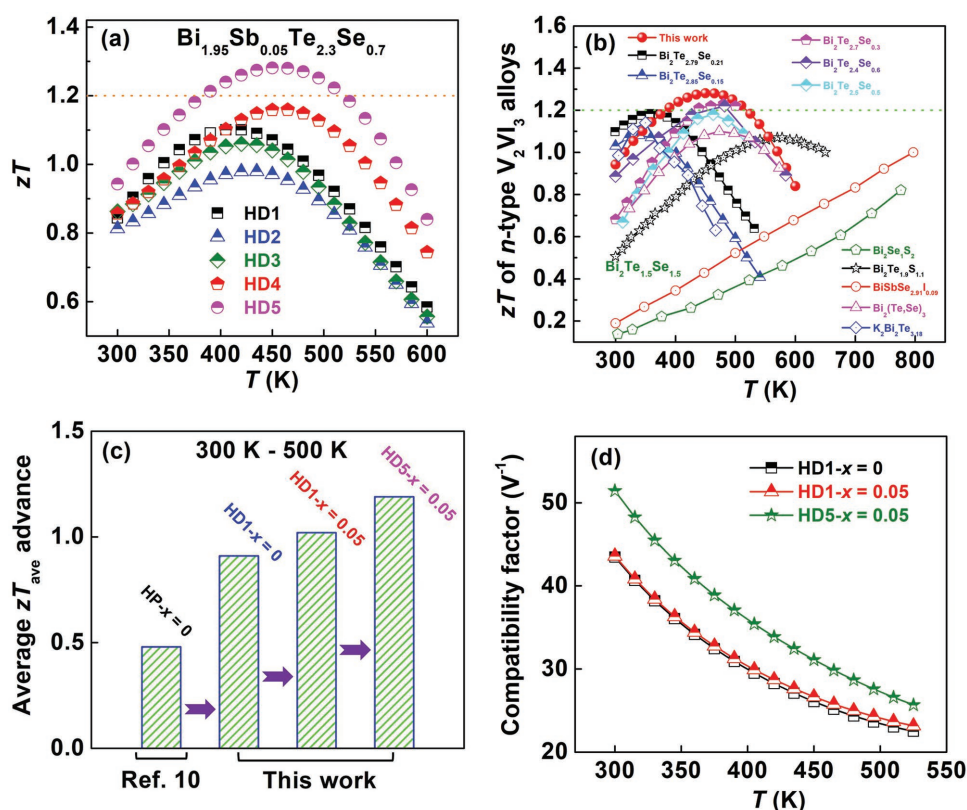 (a) Bi1.95Sb0.05Te2.3Se0.7
zT
1.2
1.0
0.8
0.6
HD1
HD2
HD3
HD4
HD5
300 350 400 450 500 550 600
T (K)
(b)
This work
Bi2Te2.79Se0.21
Bi2Te2.85Se0.15
Bi2Te2.7Se0.3
Bi2Te2.4Se0.6
zT of n-type V2VI3 alloys
1.8
1.6
1.4
1.2
1.0
0.8
0.6
0.4
0.2
Bi2Te1.5Se1.5
Bi2Se1S2
Bi2Te1.9S1.1
BiSbSe2.91I0.09
Bi2(Te,Se)3
K2Bi2Te3.18
300 400 500 600 700 800
T (K)
(c) 300 K - 500 K
Average zTave advance
1.5
1.0
0.5
0.0
HP-x = 0
HD1-x = 0
HD1-x = 0.05
HD5-x = 0.05
Ref. 10 This work
(d)
HD1-x = 0
HD1-x = 0.05
HD5-x = 0.05
Compatibility factor (V-1)
50
40
30
20
300 350 400 450 500 550
T (K)